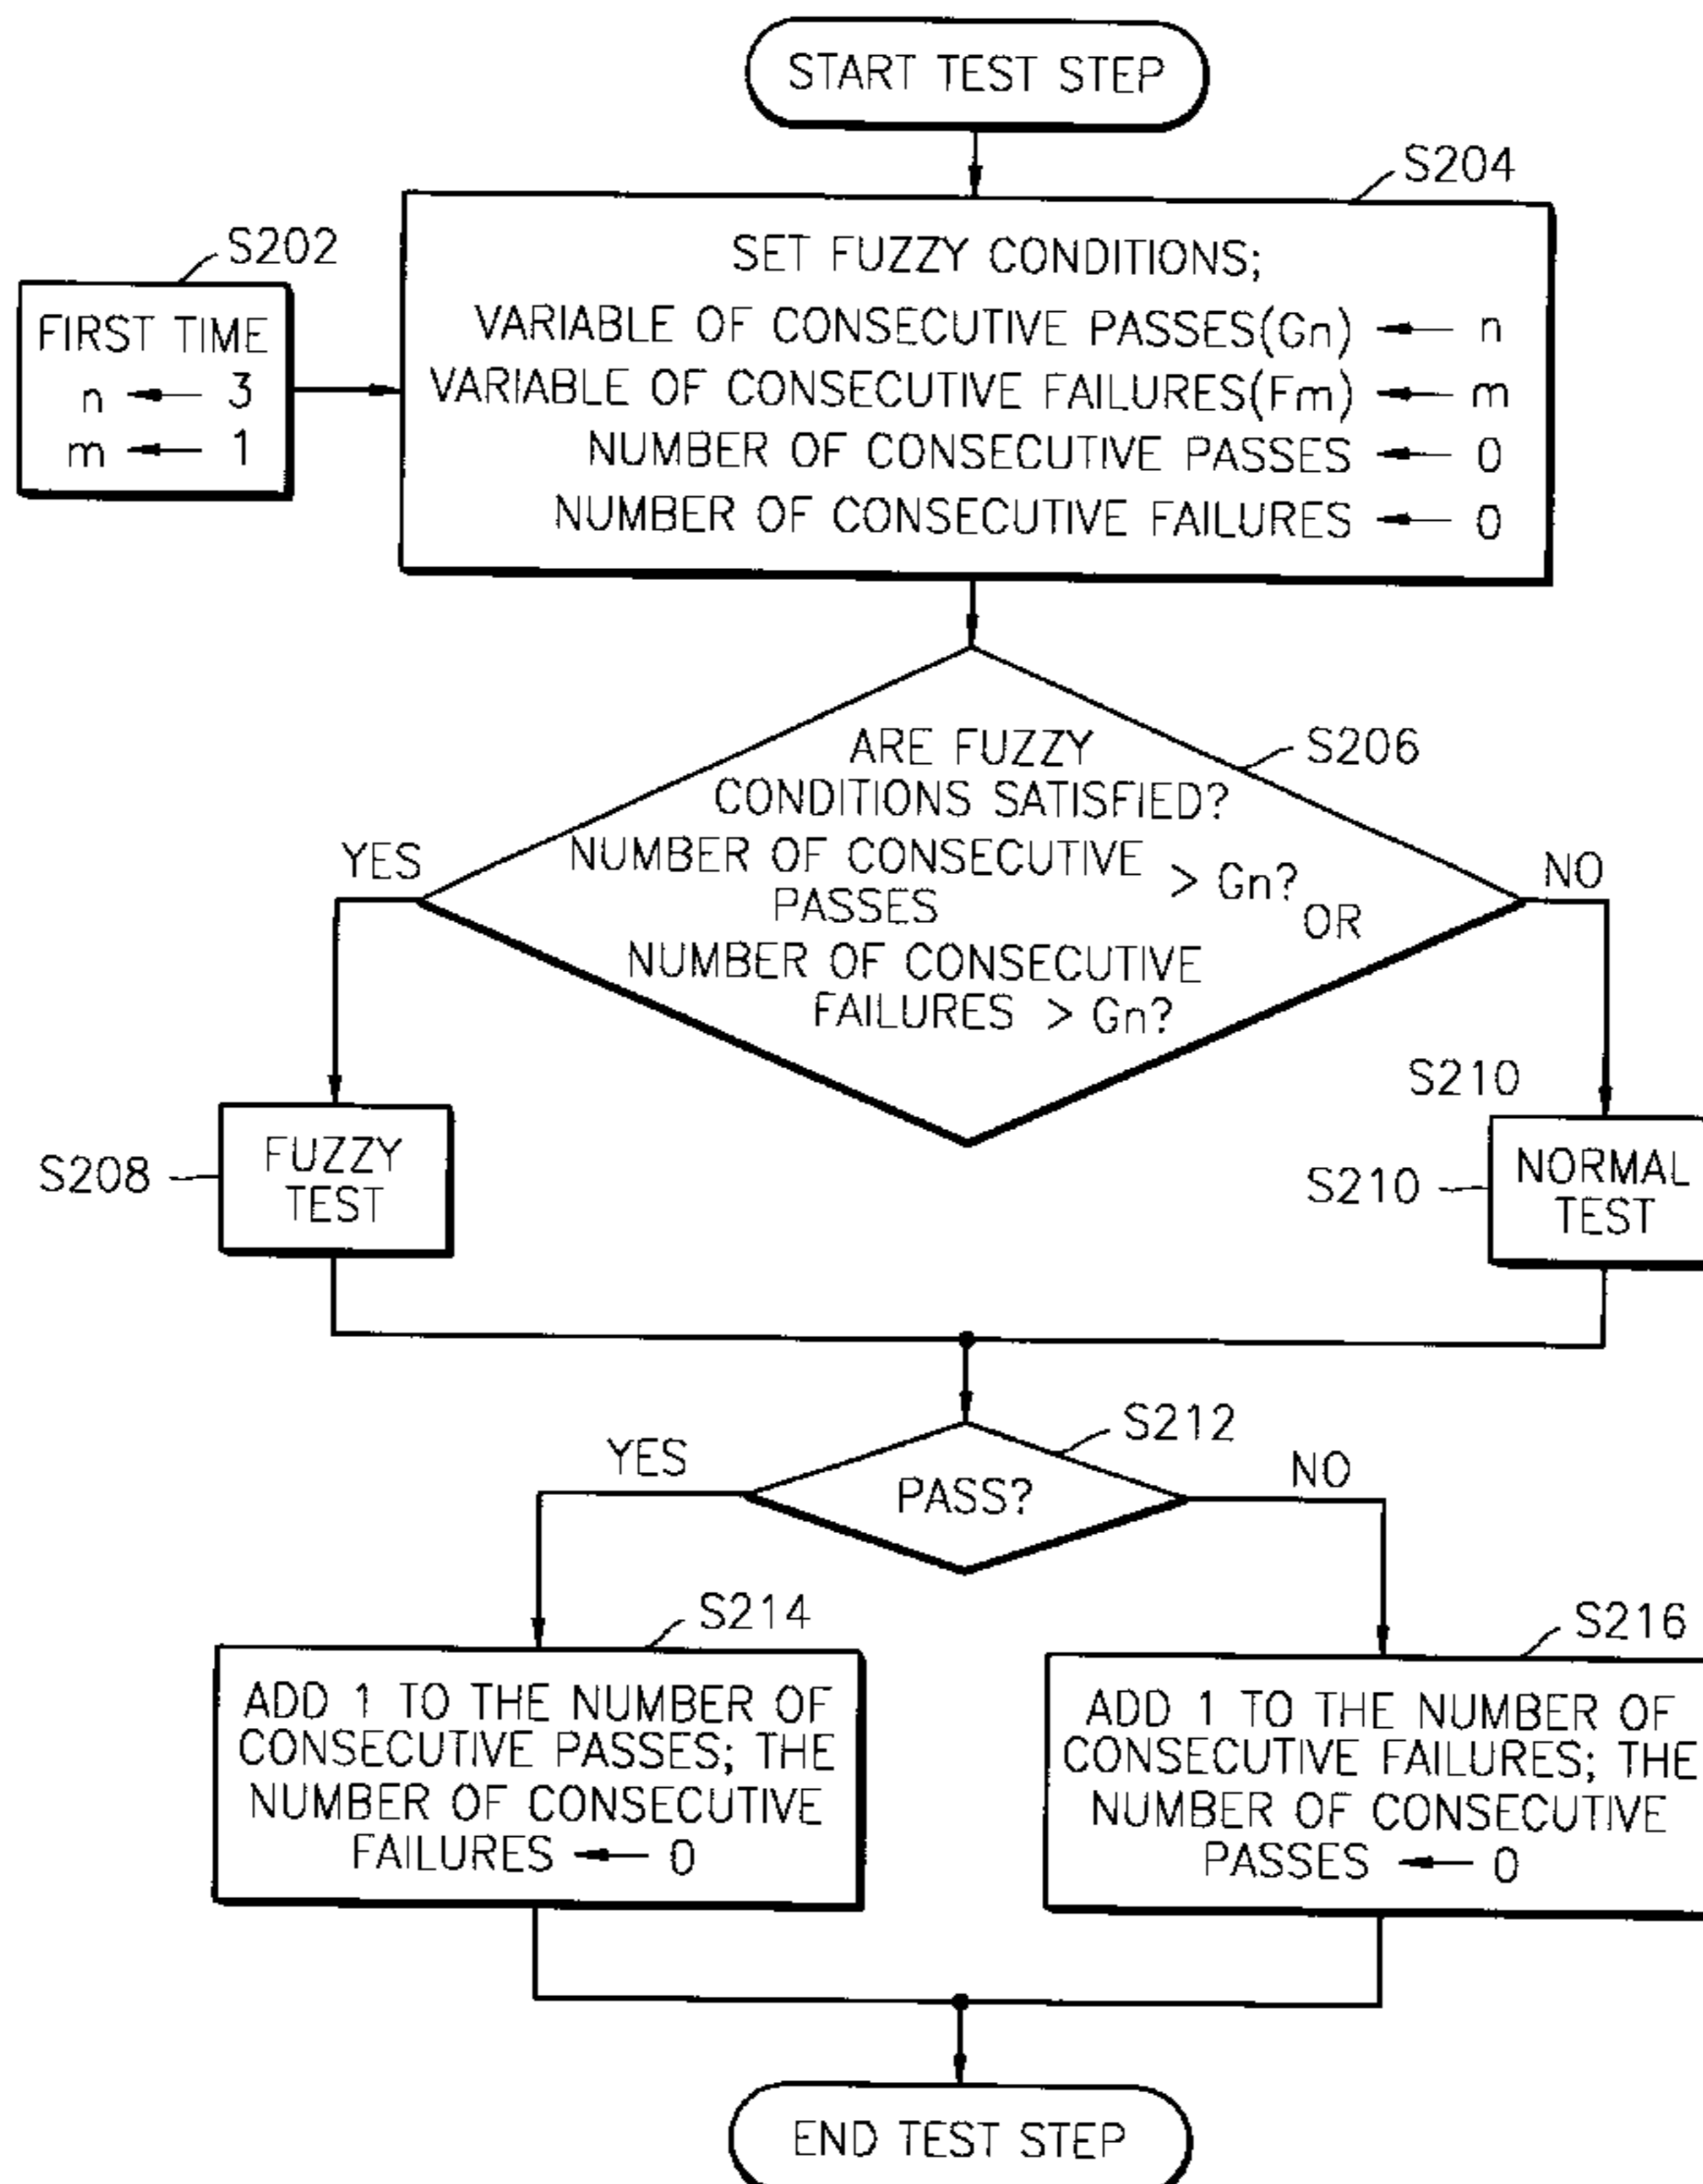 START TEST STEP
S204
S202
FIRST TIME
n ← 3
m ← 1
SET FUZZY CONDITIONS;
VARIABLE OF CONSECUTIVE PASSES(Gn) ← n
VARIABLE OF CONSECUTIVE FAILURES(Fm) ← m
NUMBER OF CONSECUTIVE PASSES ← 0
NUMBER OF CONSECUTIVE FAILURES ← 0
S206
ARE FUZZY
CONDITIONS SATISFIED?
NUMBER OF CONSECUTIVE
PASSES
> Gn?
OR
NUMBER OF CONSECUTIVE
FAILURES > Gn?
YES
NO
S208
FUZZY
TEST
S210
S210
NORMAL
TEST
S212
YES
PASS?
NO
S214
ADD 1 TO THE NUMBER OF
CONSECUTIVE PASSES; THE
NUMBER OF CONSECUTIVE
FAILURES ← 0
S216
ADD 1 TO THE NUMBER OF
CONSECUTIVE FAILURES; THE
NUMBER OF CONSECUTIVE
PASSES ← 0
END TEST STEP